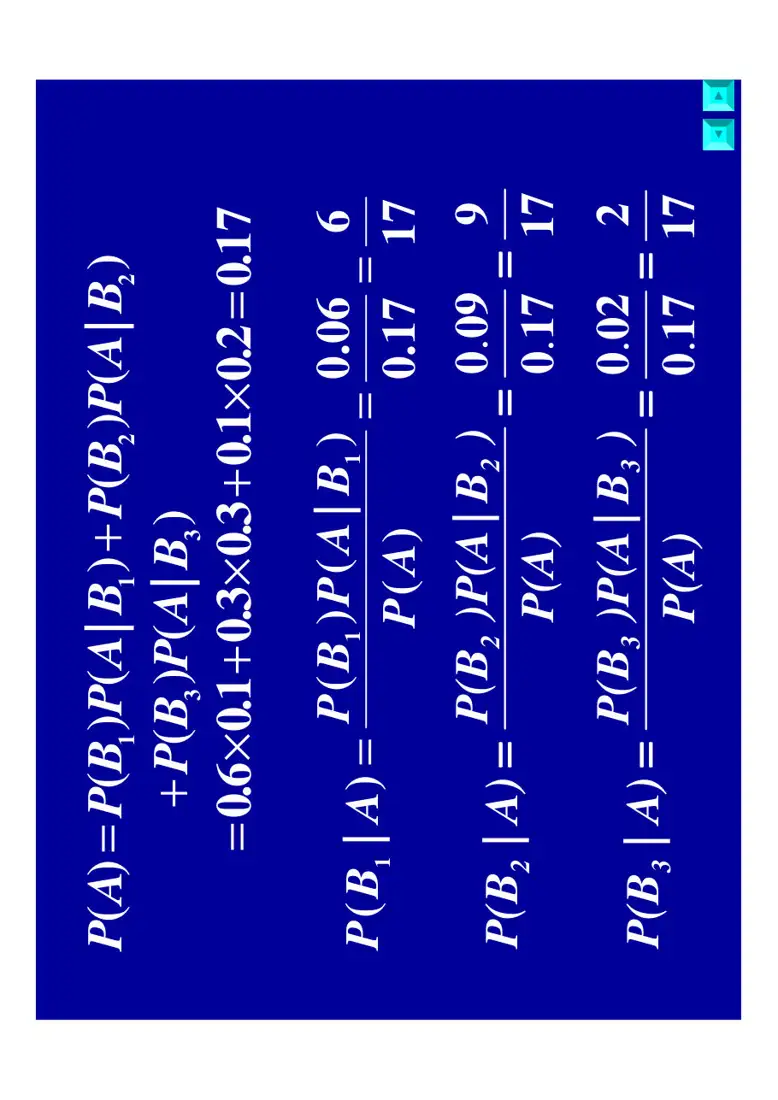 P(A) = P(B₁)P(A|B₁) + P(B₂)P(A|B₂)
+ P(B₃)P(A|B₃)
= 0.6×0.1+0.3×0.3+0.1×0.2 = 0.17
P(B₁ | A) = P(B₁)P(A|B₁) / P(A) = 0.06 / 0.17 = 6 / 17
P(B₂ | A) = P(B₂)P(A|B₂) / P(A) = 0.09 / 0.17 = 9 / 17
P(B₃ | A) = P(B₃)P(A|B₃) / P(A) = 0.02 / 0.17 = 2 / 17